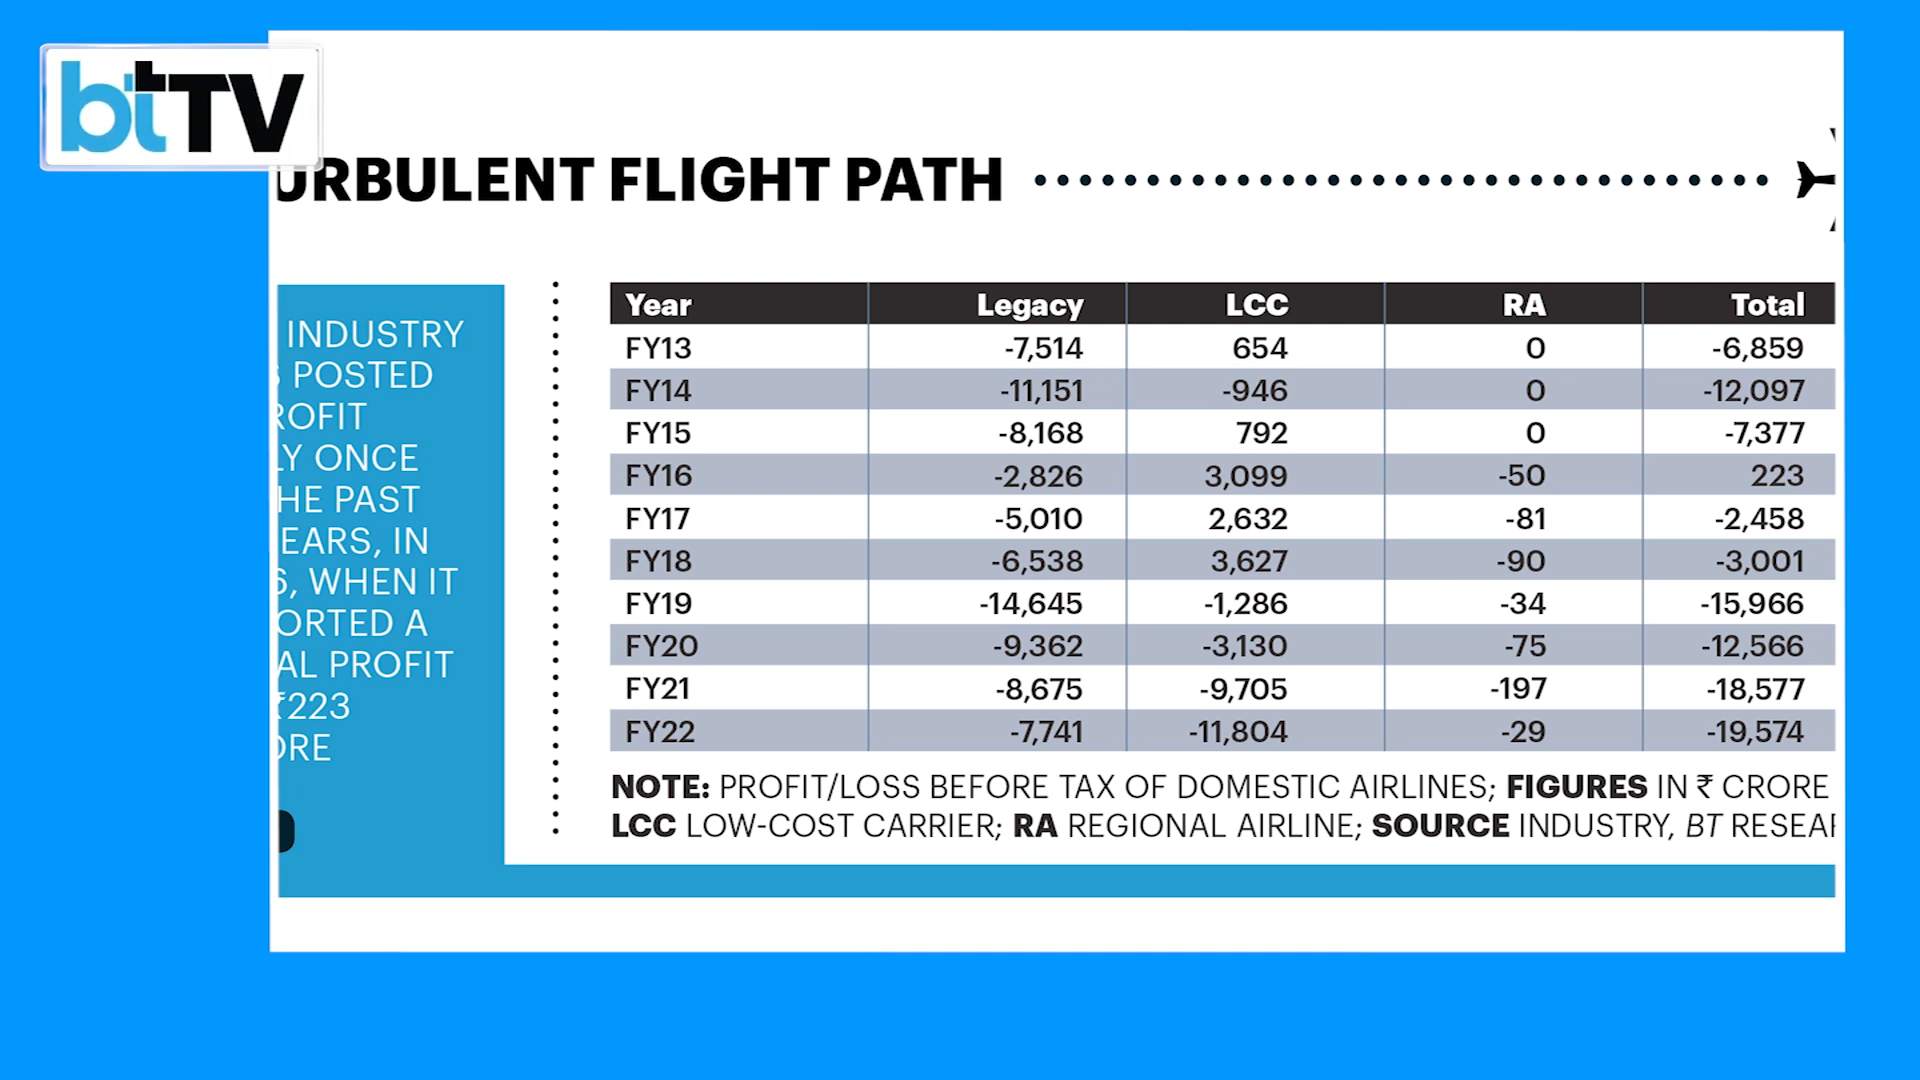 btTV
URBULENT FLIGHT PATH
INDUSTRY
POSTED
ROFIT
LY ONCE
HE PAST
EARS, IN
6, WHEN IT
ORTED A
AL PROFIT
₹223
ORE
Year Legacy LCC RA Total
FY13 -7,514 654 0 -6,859
FY14 -11,151 -946 0 -12,097
FY15 -8,168 792 0 -7,377
FY16 -2,826 3,099 -50 223
FY17 -5,010 2,632 -81 -2,458
FY18 -6,538 3,627 -90 -3,001
FY19 -14,645 -1,286 -34 -15,966
FY20 -9,362 -3,130 -75 -12,566
FY21 -8,675 -9,705 -197 -18,577
FY22 -7,741 -11,804 -29 -19,574
NOTE: PROFIT/LOSS BEFORE TAX OF DOMESTIC AIRLINES; FIGURES IN ₹ CRORE
LCC LOW-COST CARRIER; RA REGIONAL AIRLINE; SOURCE INDUSTRY, BT RESEA